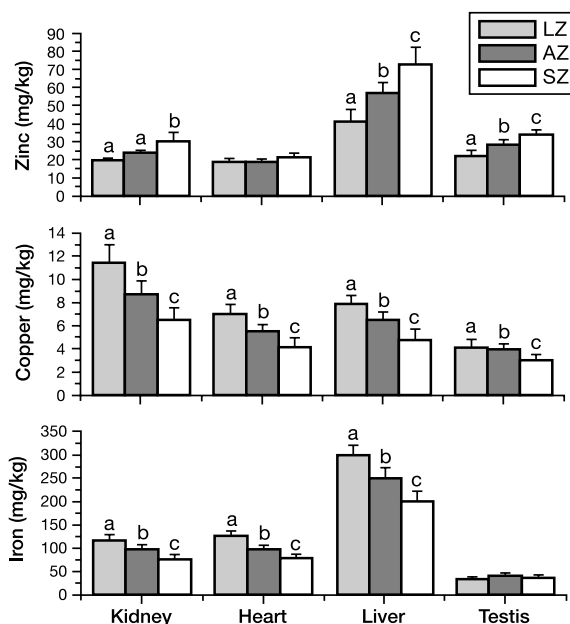 LZ
AZ
SZ
Zinc (mg/kg)
90
80
70
60
50
40
30
20
10
0
a a b
a b c
a b c
Copper (mg/kg)
14
12
10
8
6
4
2
0
a b c
a b c
a b c
a b c
Iron (mg/kg)
350
300
250
200
150
100
50
0
a b c
a b c
a b c
Kidney Heart Liver Testis